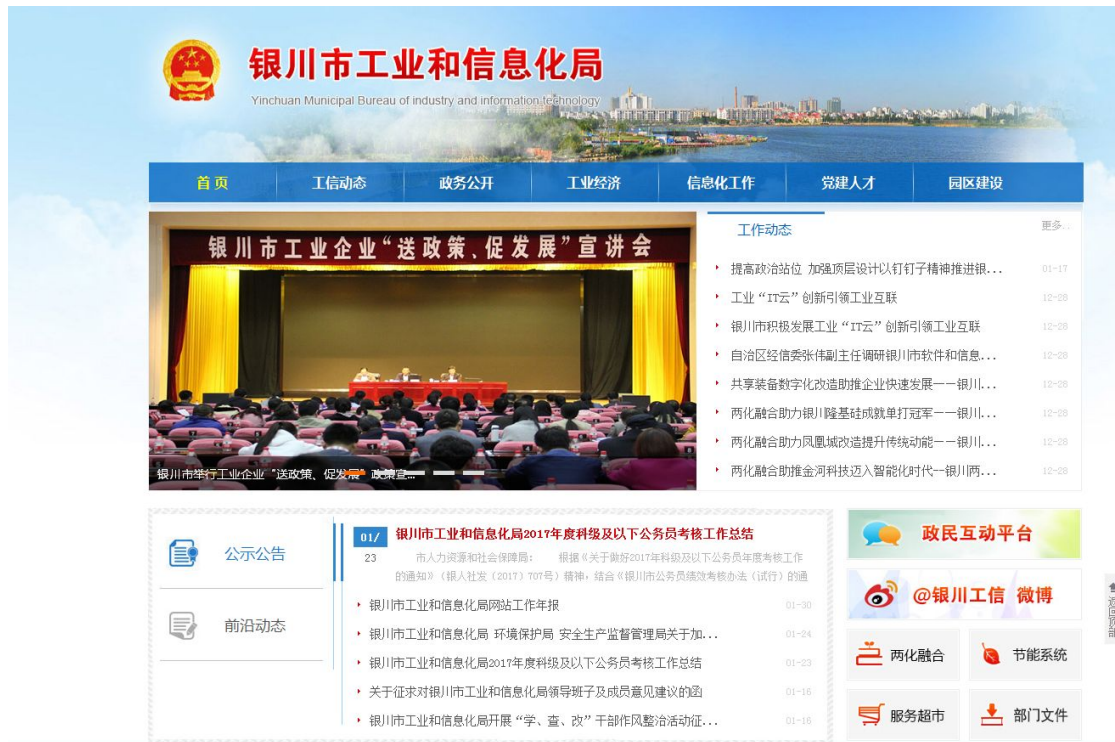 银川市工业和信息化局
Yinchuan Municipal Bureau of industry and information technology
首页 工信动态 政务公开 工业经济 信息化工作 党建人才 园区建设
银川市工业企业“送政策、促发展”宣讲会
银川市举行工业企业“送政策、促发展”政策宣...
工作动态 更多..
提高政治站位 加强顶层设计以钉钉子精神推进银... 01-17
工业“IT云”创新引领工业互联 12-28
银川市积极发展工业“IT云”创新引领工业互联 12-28
自治区经信委张伟副主任调研银川市软件和信息... 12-28
共享装备数字化改造助推企业快速发展——银川... 12-28
两化融合助力银川隆基硅成就单打冠军——银川... 12-28
两化融合助力凤凰城改造提升传统动能——银川... 12-28
两化融合助推金河科技迈入智能化时代--银川两... 12-28
公示公告
前沿动态
01/
23
银川市工业和信息化局2017年度科级及以下公务员考核工作总结
市人力资源和社会保障局: 根据《关于做好2017年科级及以下公务员年度考核工作
的通知》(银人社发(2017)707号)精神,结合《银川市公务员绩效考核办法(试行)的通
银川市工业和信息化局网站工作年报 01-30
银川市工业和信息化局 环境保护局 安全生产监督管理局关于加... 01-24
银川市工业和信息化局2017年度科级及以下公务员考核工作总结 01-23
关于征求对银川市工业和信息化局领导班子及成员意见建议的函 01-16
银川市工业和信息化局开展“学、查、改”干部作风整治活动征... 01-16
政民互动平台
@银川工信 微博
两化融合 节能系统
服务超市 部门文件
返回顶部